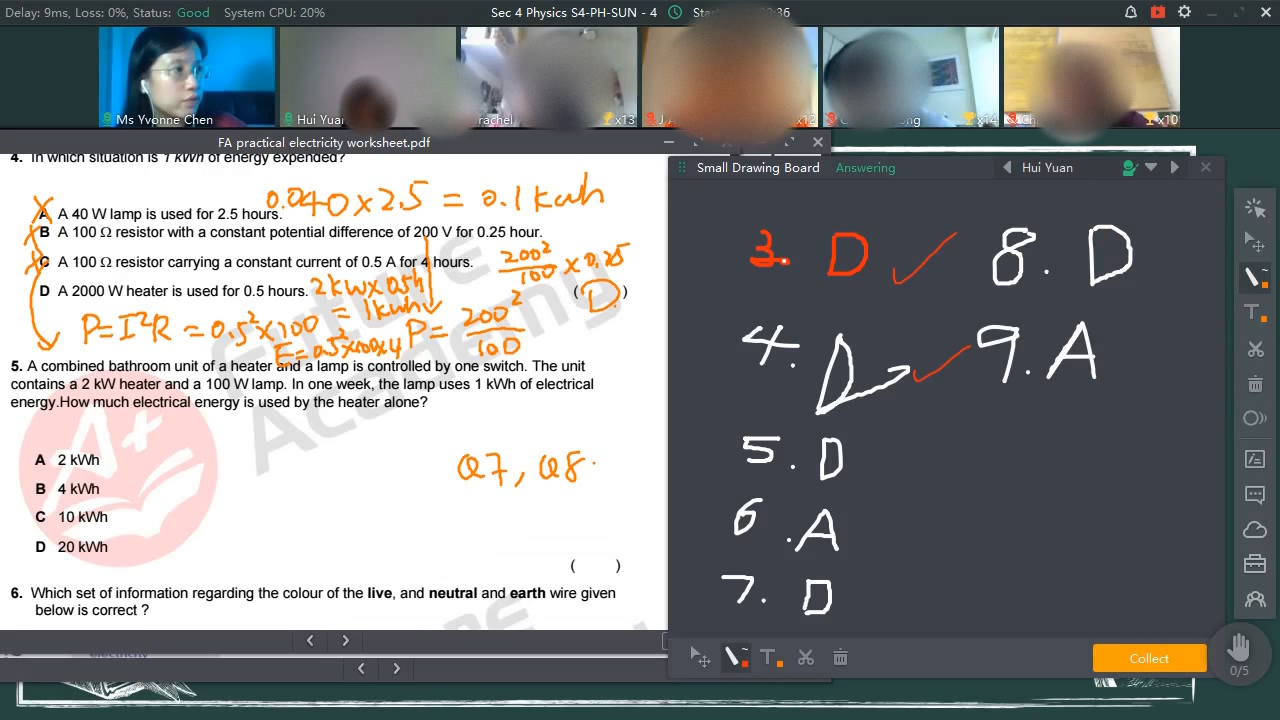 Delay: 9ms, Loss: 0%, Status: Good System CPU: 20%
Sec 4 Physics S4-PH-SUN - 4
Ms Yvonne Chen
Hui Yuan
rachel
x13
x12
x14
x10
FA practical electricity worksheet.pdf
4. In which situation is 1 kWh of energy expended?
0.040 x 2.5 = 0.1 kwh
A A 40 W lamp is used for 2.5 hours.
B A 100 Ω resistor with a constant potential difference of 200 V for 0.25 hour.
C A 100 Ω resistor carrying a constant current of 0.5 A for 4 hours.
200²/100 x 0.25
D A 2000 W heater is used for 0.5 hours.
2kW x 0.5h
= 1kwh
(D)
P = I²R = 0.5² x 100
E = 0.5² x 100 x 4
P = 200²/100
5. A combined bathroom unit of a heater and a lamp is controlled by one switch. The unit
contains a 2 kW heater and a 100 W lamp. In one week, the lamp uses 1 kWh of electrical
energy.How much electrical energy is used by the heater alone?
A 2 kWh
B 4 kWh
C 10 kWh
D 20 kWh
Q7, Q8.
( )
6. Which set of information regarding the colour of the live, and neutral and earth wire given
below is correct ?
Future
Academy
A+
Small Drawing Board Answering
Hui Yuan
3. D
8. D
4. D
9. A
5. D
6. A
7. D
Collect
0/5